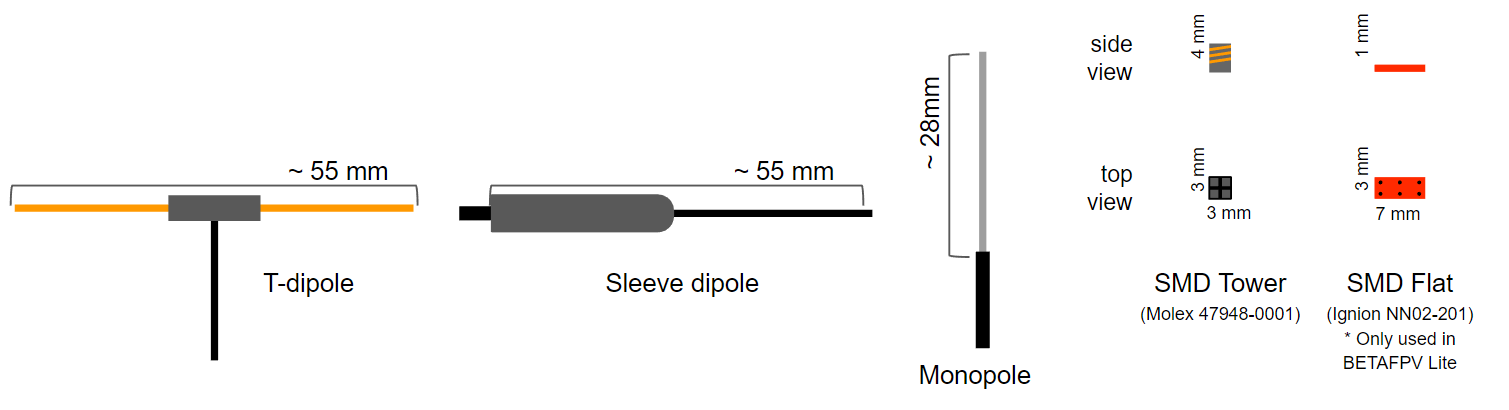 ~ 55 mm
T-dipole
~ 55 mm
Sleeve dipole
~ 28mm
Monopole
side
view
4 mm
1 mm
top
view
3 mm
3 mm
3 mm
7 mm
SMD Tower
(Molex 47948-0001)
SMD Flat
(Ignion NN02-201)
* Only used in
BETAFPV Lite